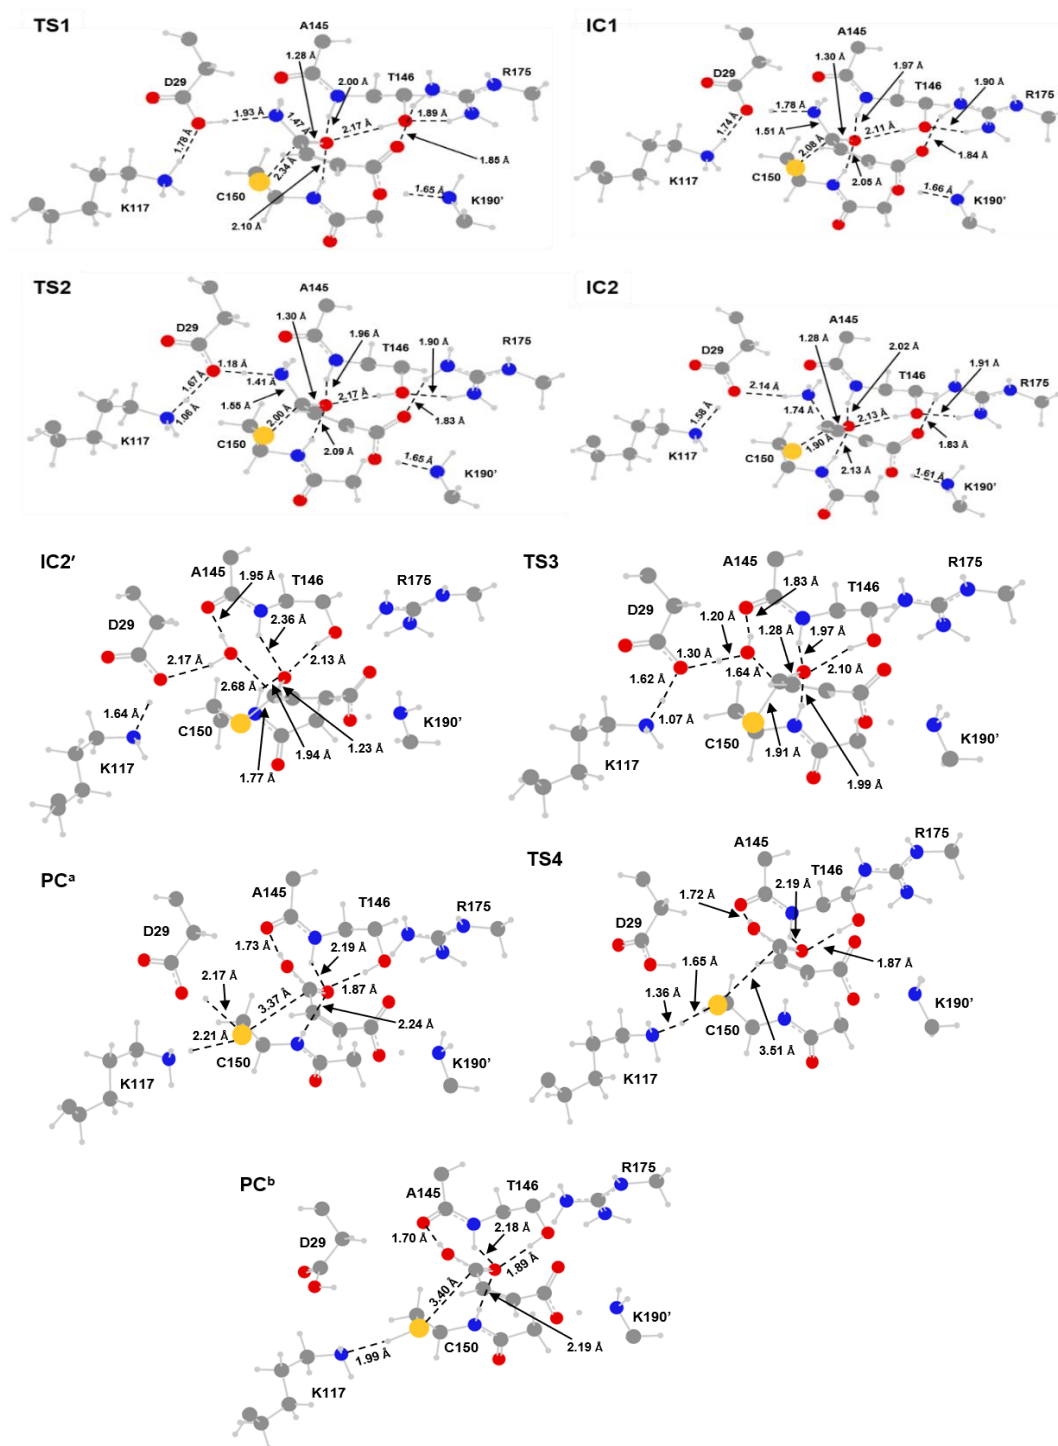 TS1
A145
D29
T146
R175
1.28 Å
2.00 Å
1.93 Å
1.47
2.17 Å
1.89 Å
1.78 Å
2.34 Å
1.85 Å
1.65 Å
K117
C150
2.10 Å
K190'
IC1
A145
D29
T146
R175
1.30 Å
1.97 Å
1.90 Å
1.78 Å
1.74 Å
1.51 Å
2.11 Å
2.08 Å
1.84 Å
2.05 Å
1.66 Å
K117
C150
K190'
TS2
A145
D29
T146
R175
1.30 Å
1.96 Å
1.90 Å
1.18 Å
1.67 Å
1.41 Å
2.17 Å
1.06 Å
1.55 Å
2.00 Å
1.83 Å
2.09 Å
1.65 Å
K117
C150
K190'
IC2
A145
D29
T146
R175
1.28 Å
2.02 Å
1.91 Å
2.14 Å
1.58 Å
1.74 Å
2.13 Å
1.90 Å
1.83 Å
2.13 Å
1.61 Å
K117
C150
K190'
IC2′
A145
1.95 Å
T146
R175
D29
2.36 Å
2.17 Å
2.13 Å
2.68 Å
1.64 Å
C150
K190'
K117
1.94 Å
1.23 Å
1.77 Å
TS3
A145
1.83 Å
T146
R175
D29
1.20 Å
1.28 Å
1.97 Å
1.30 Å
1.62 Å
1.64 Å
2.10 Å
1.07 Å
C150
K190'
K117
1.91 Å
1.99 Å
PCᵃ
A145
T146
R175
D29
1.73 Å
2.19 Å
2.17 Å
3.37 Å
1.87 Å
2.21 Å
2.24 Å
C150
K117
K190'
TS4
A145
R175
T146
2.19 Å
1.72 Å
D29
1.65 Å
1.87 Å
1.36 Å
C150
K190'
3.51 Å
K117
PCᵇ
R175
A145
T146
2.18 Å
D29
1.70 Å
1.89 Å
3.40 Å
K190'
C150
2.19 Å
1.99 Å
K117